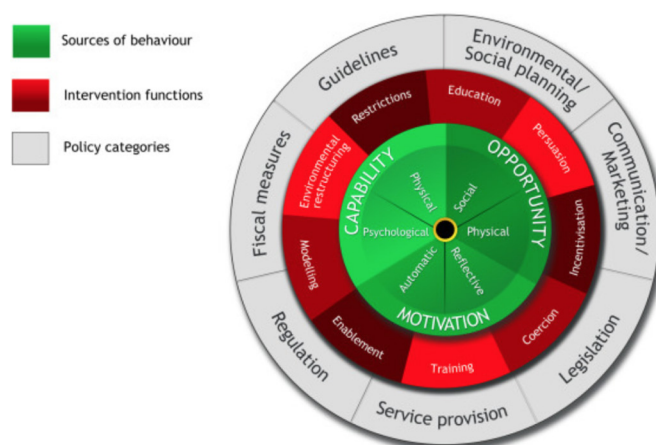 Sources of behaviour
Intervention functions
Policy categories
Guidelines
Environmental/
Social planning
Communication/
Marketing
Legislation
Service provision
Regulation
Fiscal measures
Restrictions
Education
Persuasion
Incentivisation
Coercion
Training
Enablement
Modelling
Environmental
restructuring
CAPABILITY
OPPORTUNITY
MOTIVATION
Physical
Social
Physical
Reflective
Automatic
Psychological